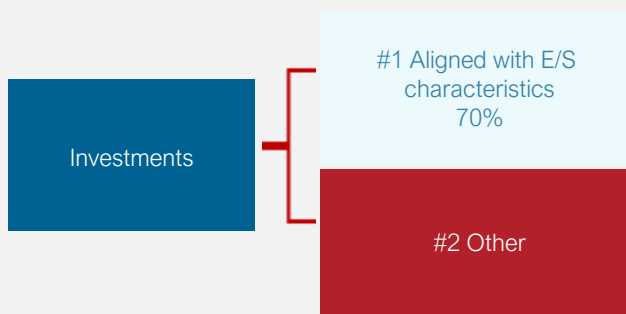 #1 Aligned with E/S
characteristics
70%
Investments
#2 Other